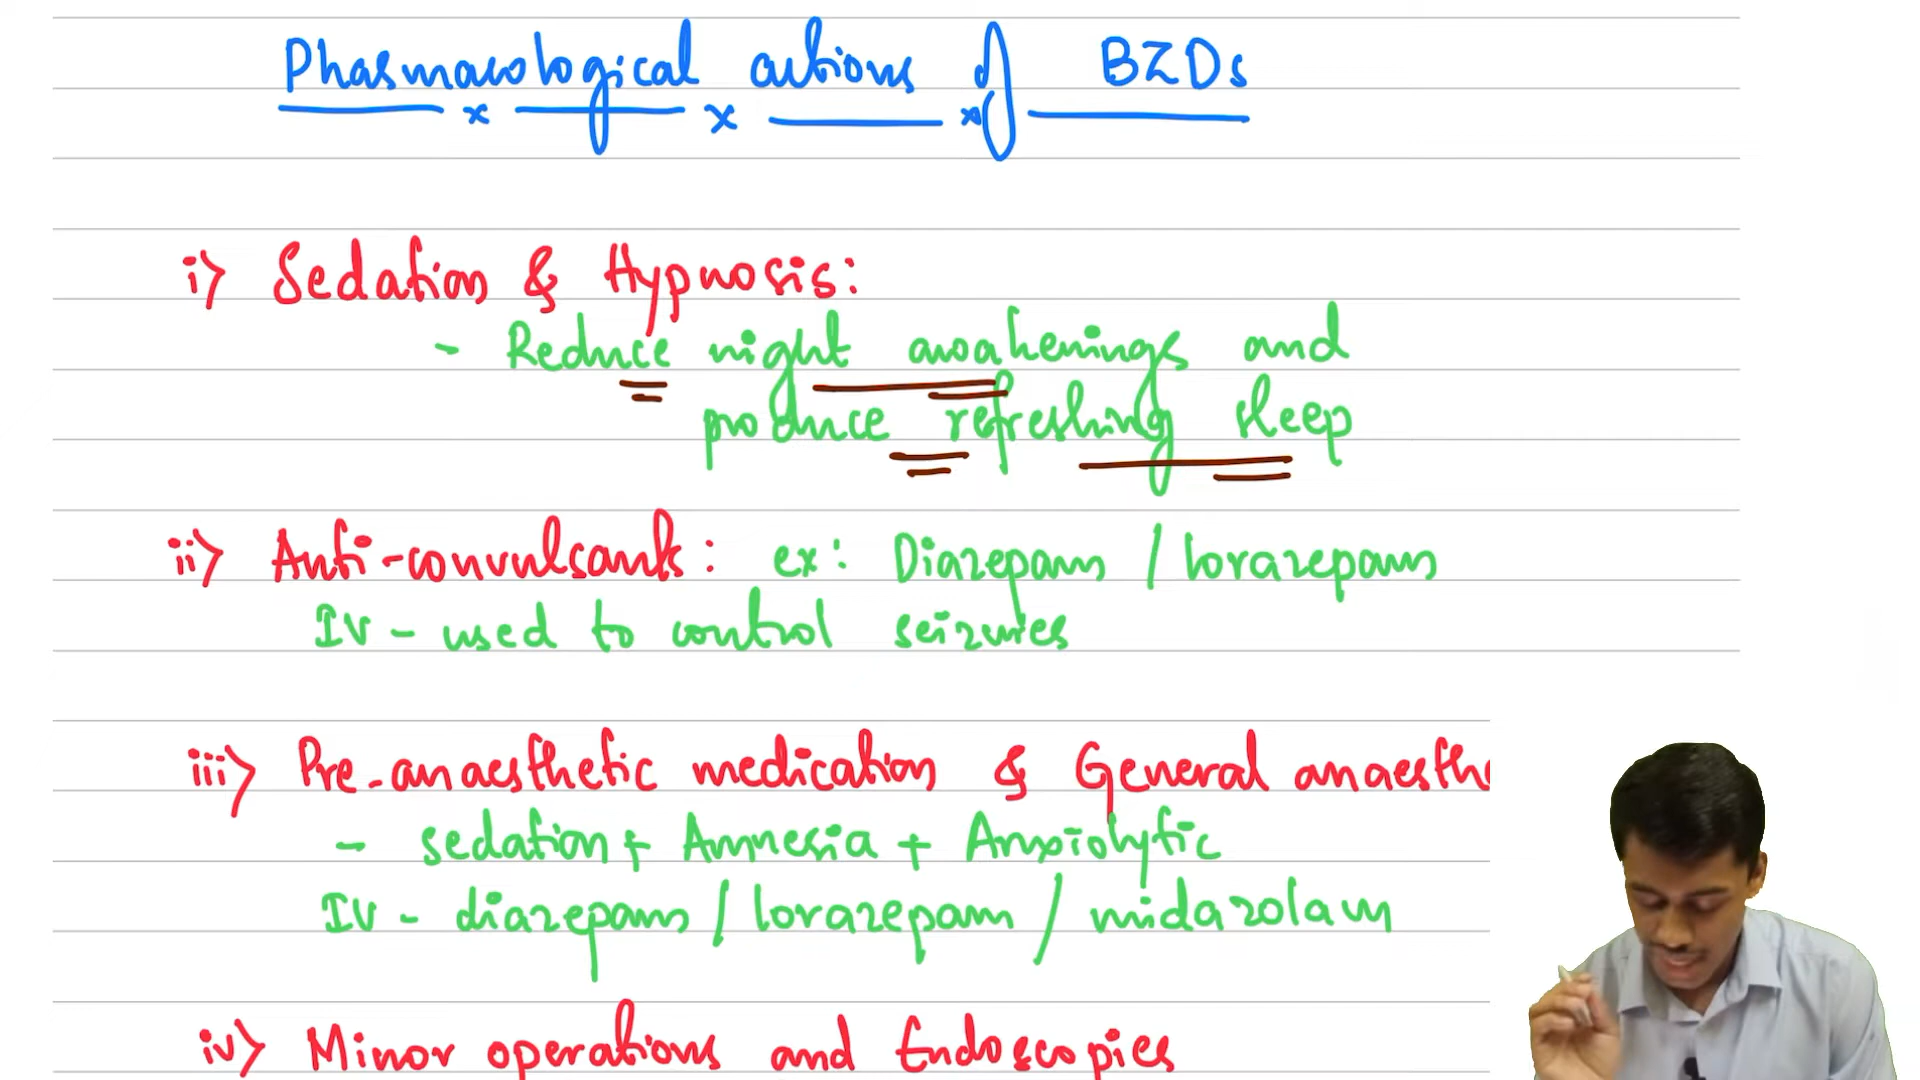 Pharmacological actions of BZDs
i) Sedation & Hypnosis:
- Reduce night awakenings and
produce refreshing sleep
ii) Anti-convulsants: ex: Diazepam / lorazepam
IV - used to control seizures
iii) Pre-anaesthetic medication & General anaesthe
- sedation + Amnesia + Anxiolytic
IV - diazepam / lorazepam / midazolam
iv) Minor operations and Endoscopies